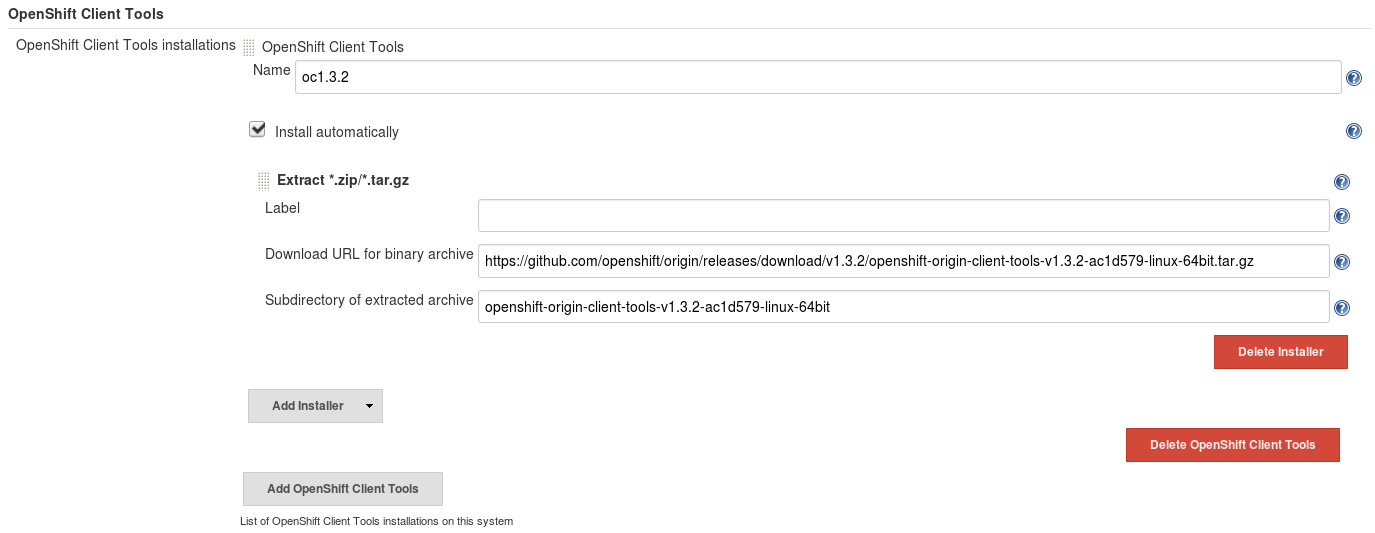 OpenShift Client Tools
OpenShift Client Tools installations
OpenShift Client Tools
Name
oc1.3.2
Install automatically
Extract *.zip/*.tar.gz
Label
Download URL for binary archive
https://github.com/openshift/origin/releases/download/v1.3.2/openshift-origin-client-tools-v1.3.2-ac1d579-linux-64bit.tar.gz
Subdirectory of extracted archive
openshift-origin-client-tools-v1.3.2-ac1d579-linux-64bit
Delete Installer
Add Installer
Delete OpenShift Client Tools
Add OpenShift Client Tools
List of OpenShift Client Tools installations on this system